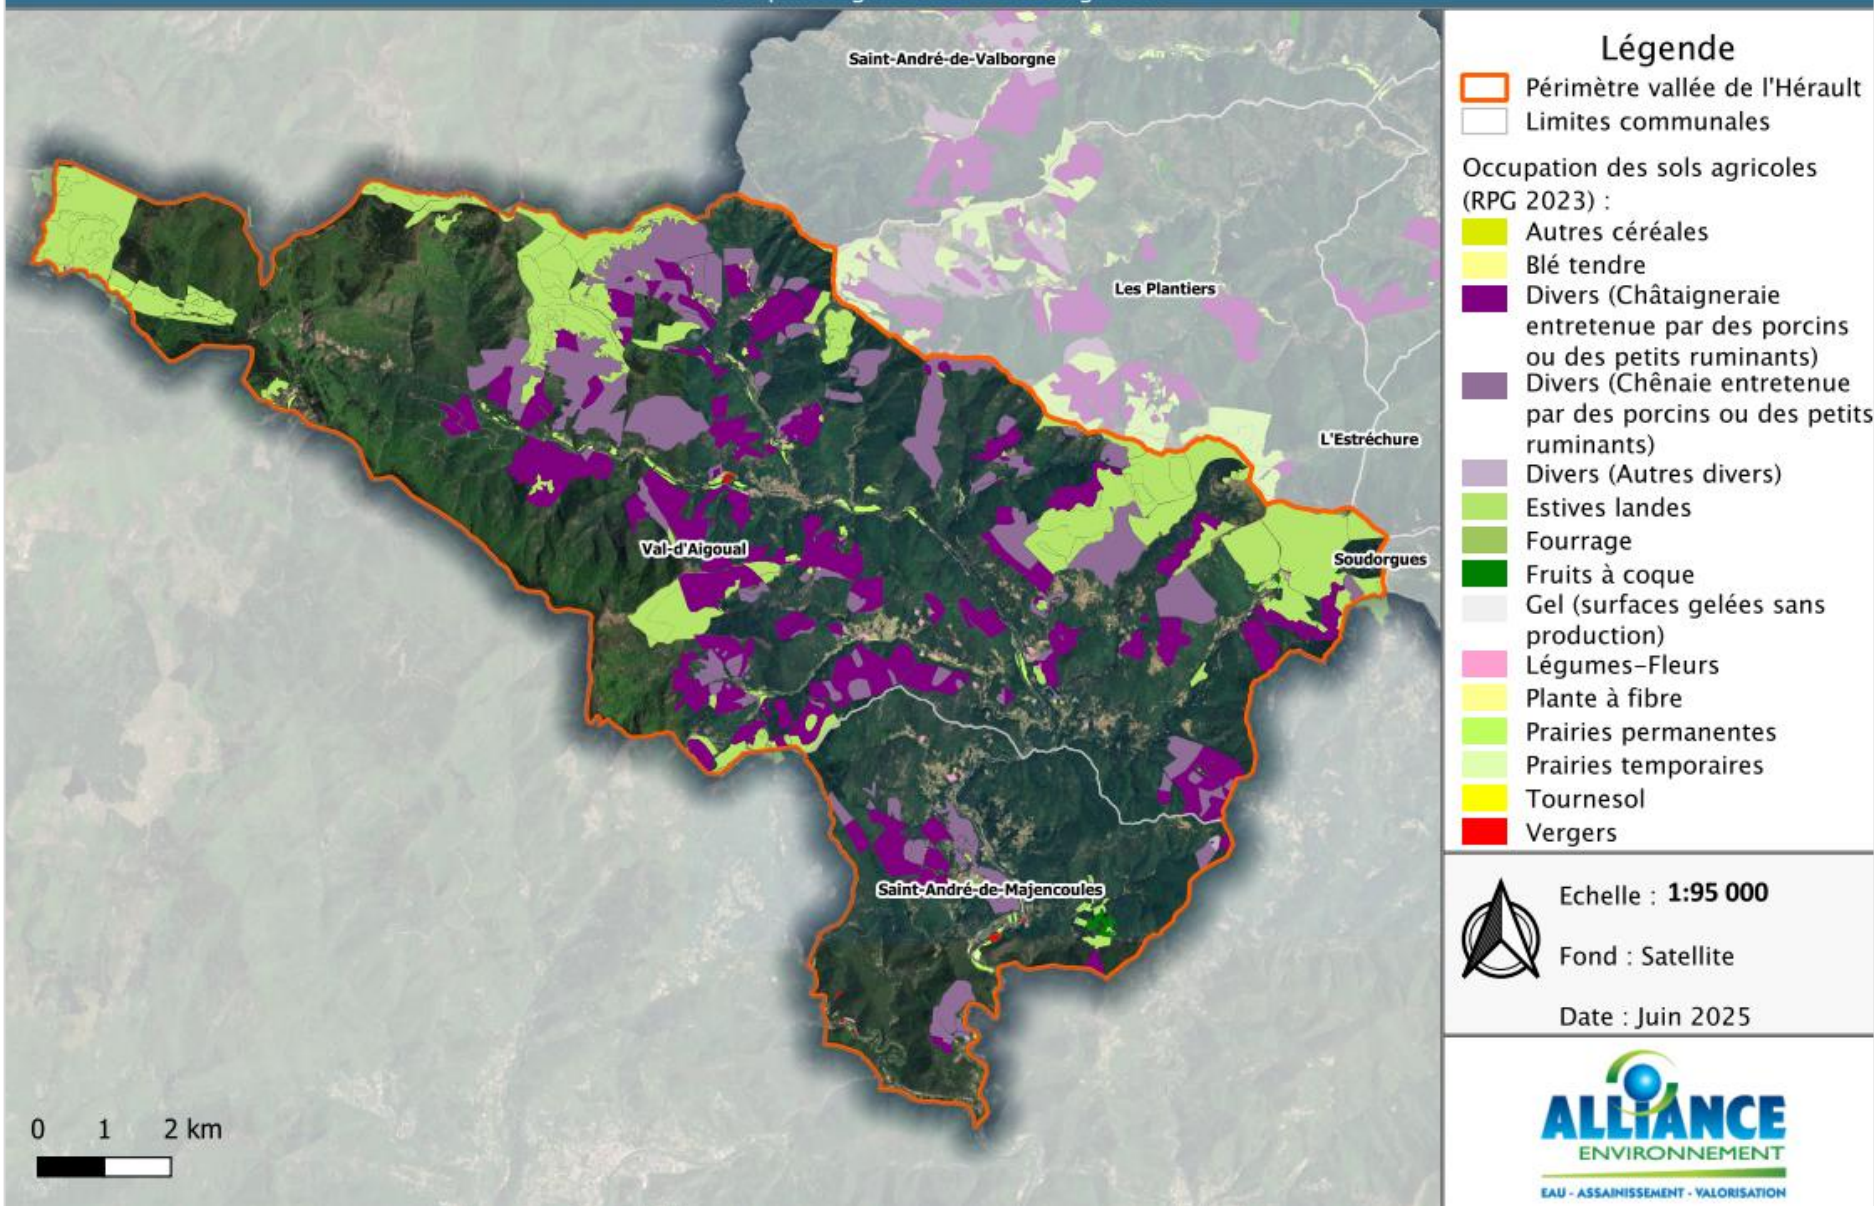 Saint-André-de-Valborgne
Les Plantiers
L'Estréchure
Soudorgues
Val-d'Aigoual
Saint-André-de-Majencoules
0 1 2 km
Légende
Périmètre vallée de l'Hérault
Limites communales
Occupation des sols agricoles
(RPG 2023) :
Autres céréales
Blé tendre
Divers (Châtaigneraie
entretenue par des porcins
ou des petits ruminants)
Divers (Chênaie entretenue
par des porcins ou des petits
ruminants)
Divers (Autres divers)
Estives landes
Fourrage
Fruits à coque
Gel (surfaces gelées sans
production)
Légumes-Fleurs
Plante à fibre
Prairies permanentes
Prairies temporaires
Tournesol
Vergers
Echelle : 1:95 000
Fond : Satellite
Date : Juin 2025
ALLIANCE
ENVIRONNEMENT
EAU - ASSAINISSEMENT - VALORISATION